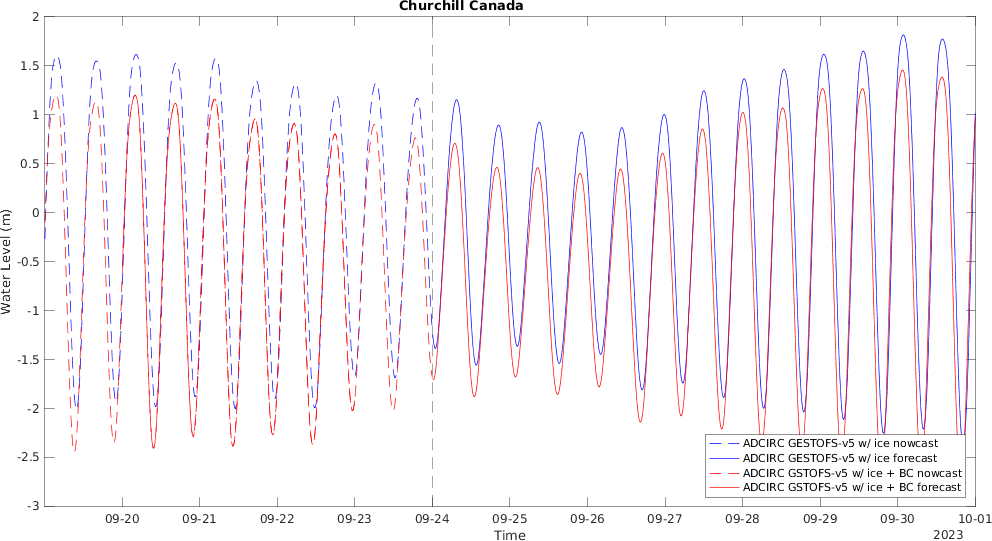 Churchill Canada
Water Level (m)
2
1.5
1
0.5
0
-0.5
-1
-1.5
-2
-2.5
-3
ADCIRC GESTOFS-v5 w/ ice nowcast
ADCIRC GESTOFS-v5 w/ ice forecast
ADCIRC GSTOFS-v5 w/ ice + BC nowcast
ADCIRC GSTOFS-v5 w/ ice + BC forecast
09-20 09-21 09-22 09-23 09-24 09-25 09-26 09-27 09-28 09-29 09-30 10-01
Time
2023